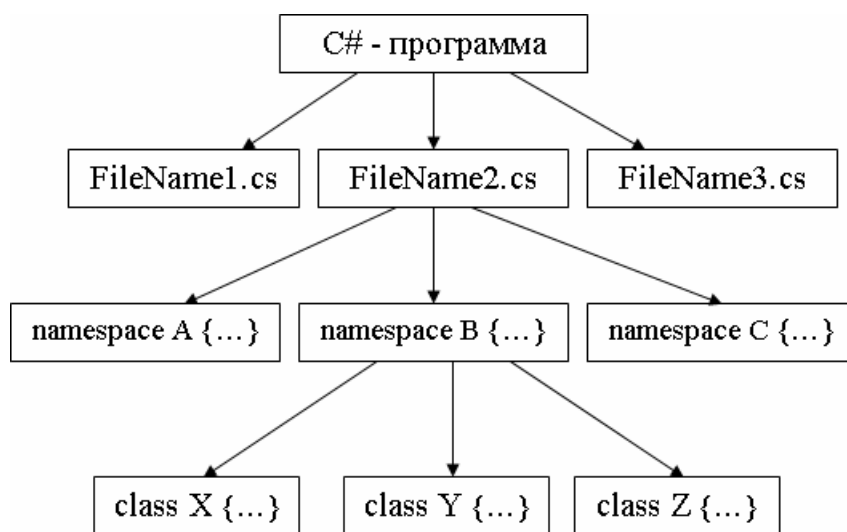 C# - программа
FileName1.cs
FileName2.cs
FileName3.cs
namespace A {...}
namespace B {...}
namespace C {...}
class X {...}
class Y {...}
class Z {...}